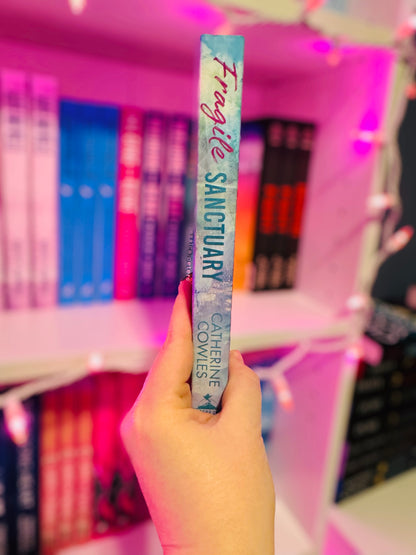 Fragile
SANCTUARY
CATHERINE
COWLES